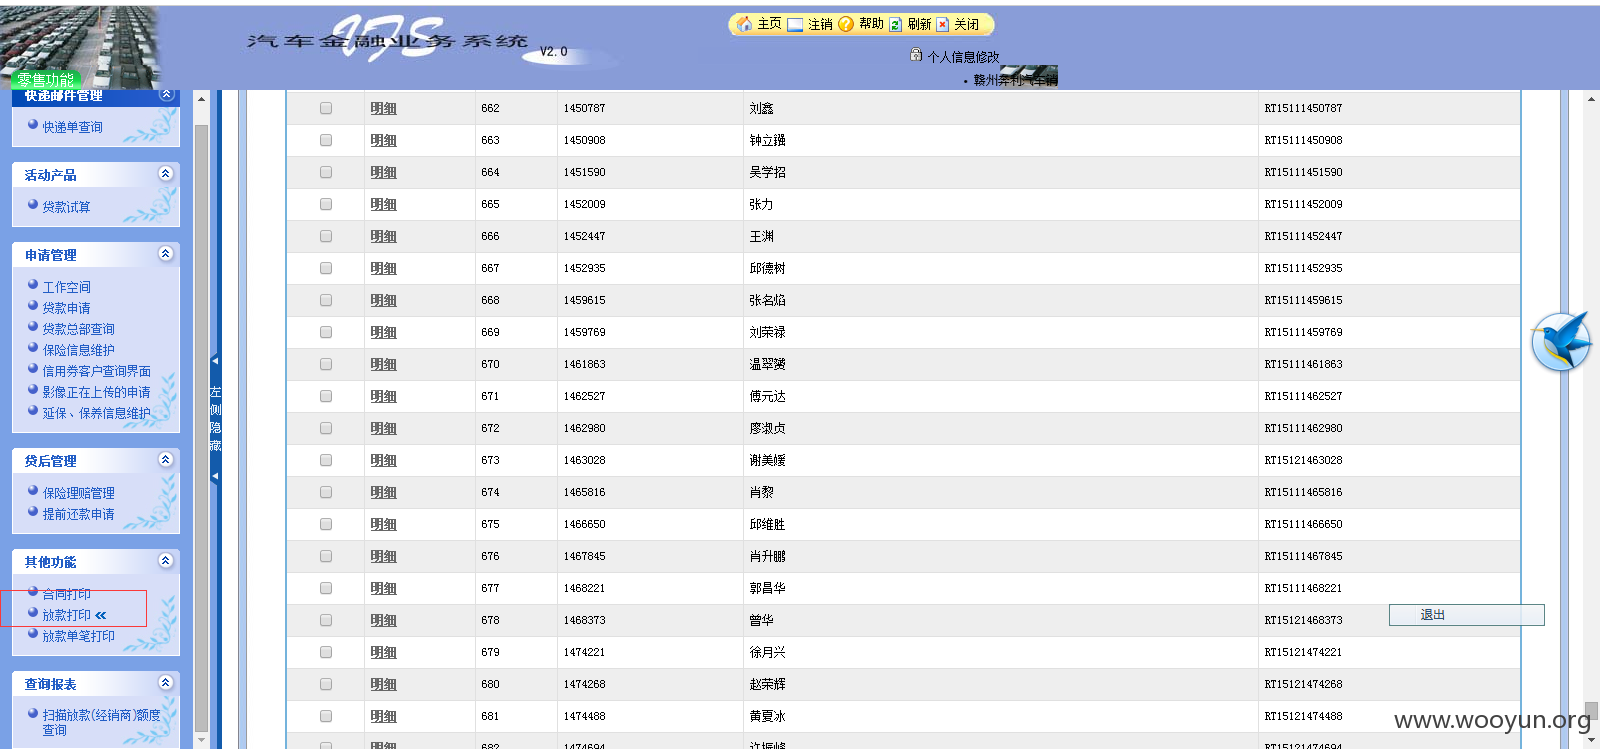 汽车金融业务系统
IFS
V2.0
主页 注销 帮助 刷新 关闭
个人信息修改
赣州奔利汽车销
零售功能
快递邮件管理
快递单查询
活动产品
贷款试算
申请管理
工作空间
贷款申请
贷款总部查询
保险信息维护
信用券客户查询界面
影像正在上传的申请
延保、保养信息维护
贷后管理
保险理赔管理
提前还款申请
其他功能
合同打印
放款打印
放款单笔打印
查询报表
扫描放款(经销商)额度
查询
左侧隐藏
明细 662 1450787 刘鑫 RT15111450787
明细 663 1450908 钟立镪 RT15111450908
明细 664 1451590 吴学招 RT15111451590
明细 665 1452009 张力 RT15111452009
明细 666 1452447 王渊 RT15111452447
明细 667 1452935 邱德树 RT15111452935
明细 668 1459615 张名焰 RT15111459615
明细 669 1459769 刘荣禄 RT15111459769
明细 670 1461863 温翠赟 RT15111461863
明细 671 1462527 傅元达 RT15111462527
明细 672 1462980 廖淑贞 RT15111462980
明细 673 1463028 谢美媛 RT15121463028
明细 674 1465816 肖黎 RT15111465816
明细 675 1466650 邱维胜 RT15111466650
明细 676 1467845 肖升鹏 RT15111467845
明细 677 1468221 郭昌华 RT15111468221
明细 678 1468373 曾华 RT15121468373
明细 679 1474221 徐月兴 RT15121474221
明细 680 1474268 赵荣辉 RT15121474268
明细 681 1474488 黄夏冰 RT15121474488
明细 682 1474694 许振峰 RT15121474694
退出
www.wooyun.org